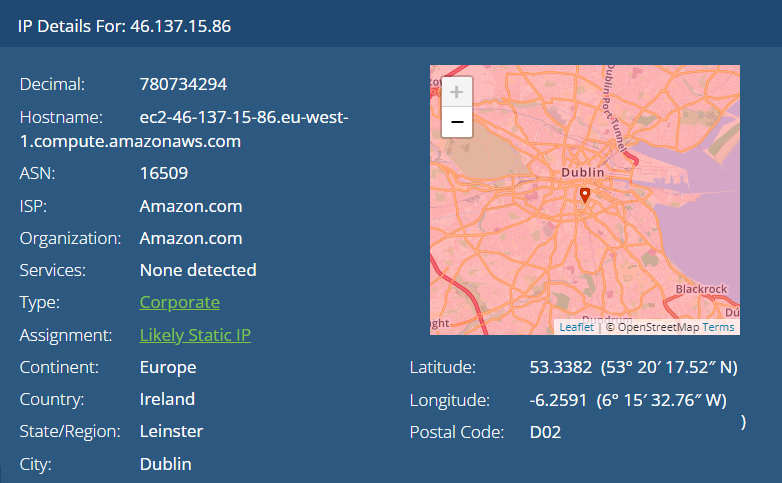 IP Details For: 46.137.15.86
Decimal: 780734294
Hostname: ec2-46-137-15-86.eu-west-
1.compute.amazonaws.com
ASN: 16509
ISP: Amazon.com
Organization: Amazon.com
Services: None detected
Type: Corporate
Assignment: Likely Static IP
Continent: Europe
Country: Ireland
State/Region: Leinster
City: Dublin
+
−
Dublin Port Tunnel
Dublin
Blackrock
Dundrum
ght
Dú
Leaflet | © OpenStreetMap Terms
Latitude: 53.3382 (53° 20′ 17.52″ N)
Longitude: -6.2591 (6° 15′ 32.76″ W)
)
Postal Code: D02